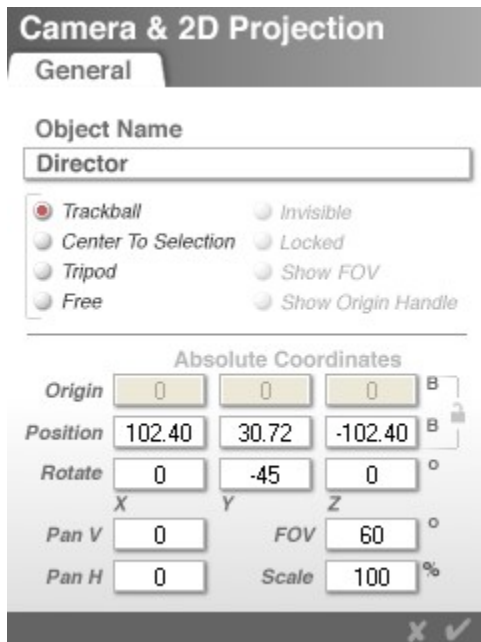 Camera & 2D Projection
General
Object Name
Director
Trackball Invisible
Center To Selection Locked
Tripod Show FOV
Free Show Origin Handle
Absolute Coordinates
Origin 0 0 0 B
Position 102.40 30.72 -102.40 B
Rotate 0 -45 0 °
X Y Z
Pan V 0 FOV 60 °
Pan H 0 Scale 100 %